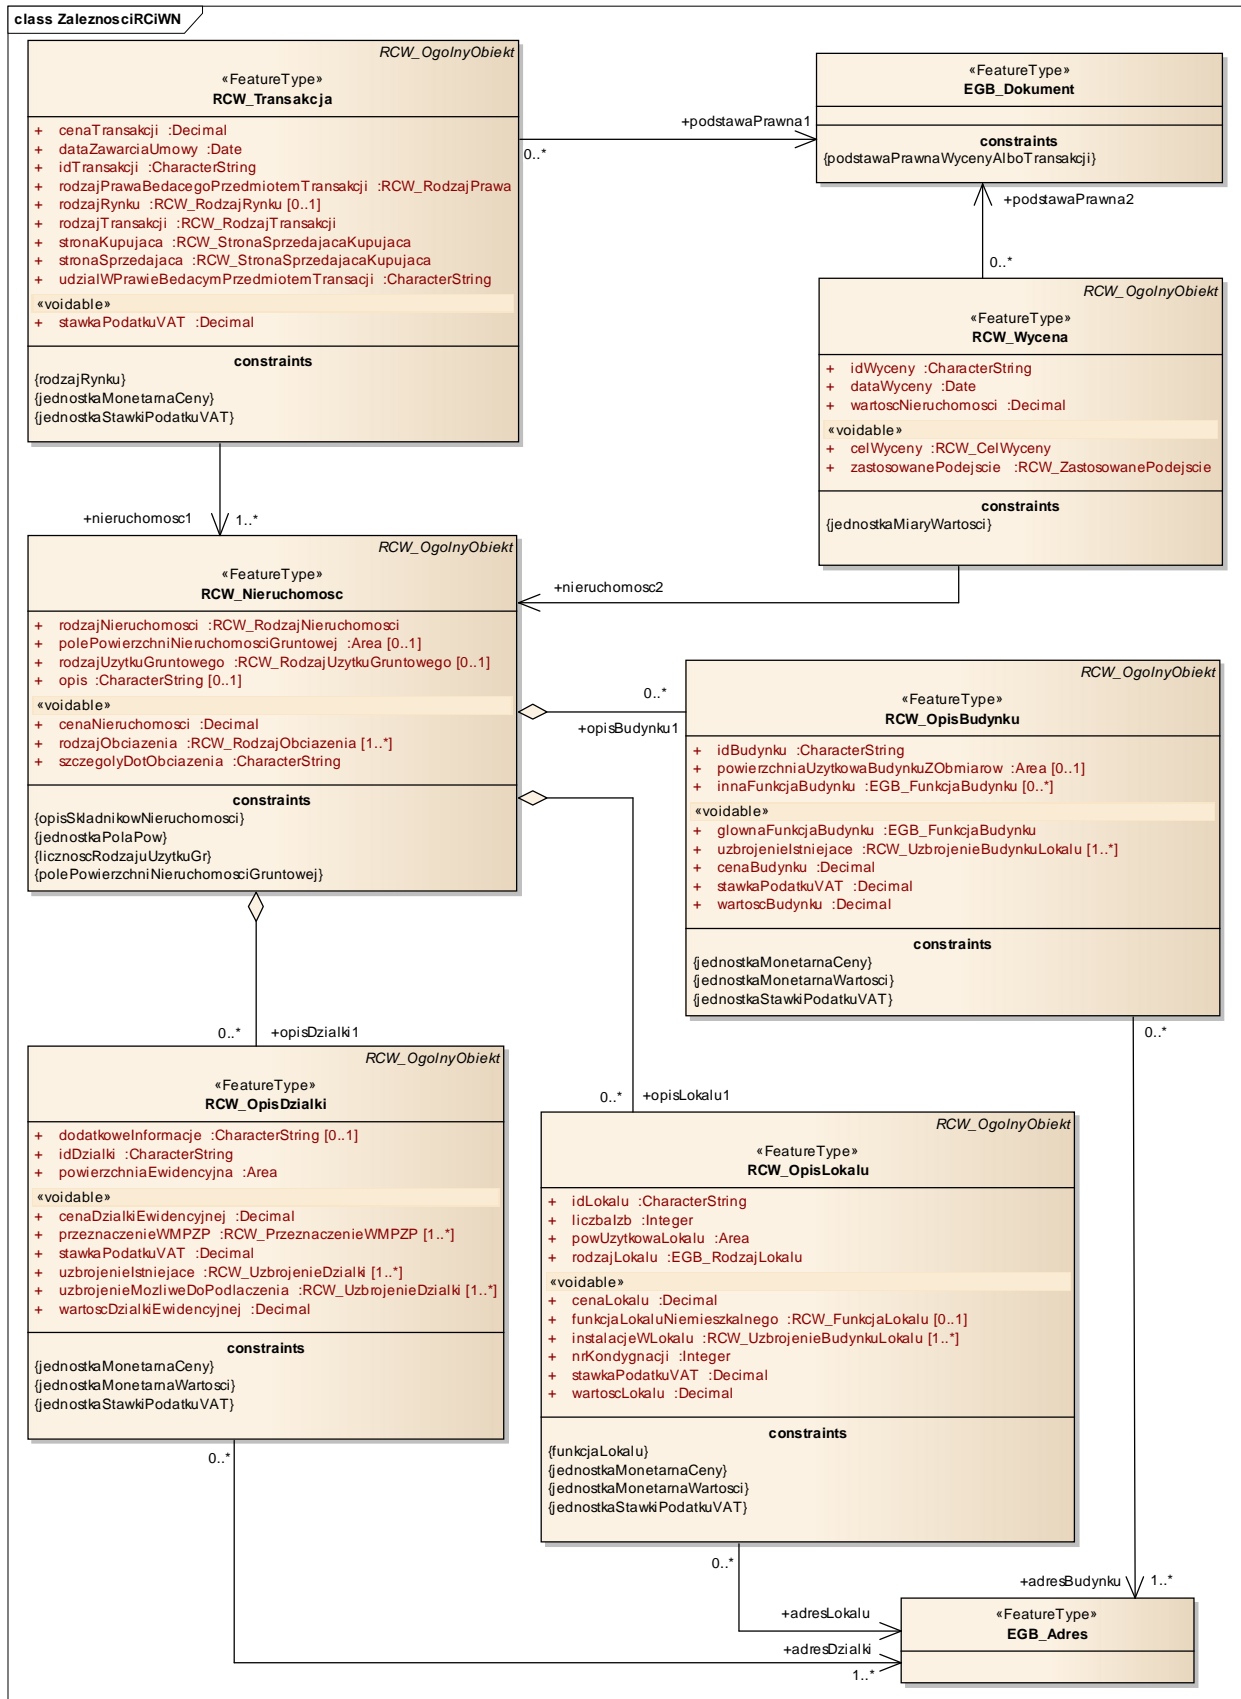 class ZaleznosciRCiWN
RCW_OgolnyObiekt
«FeatureType»
RCW_Transakcja
+ cenaTransakcji :Decimal
+ dataZawarciaUmowy :Date
+ idTransakcji :CharacterString
+ rodzajPrawaBedacegoPrzedmiotemTransakcji :RCW_RodzajPrawa
+ rodzajRynku :RCW_RodzajRynku [0..1]
+ rodzajTransakcji :RCW_RodzajTransakcji
+ stronaKupujaca :RCW_StronaSprzedajacaKupujaca
+ stronaSprzedajaca :RCW_StronaSprzedajacaKupujaca
+ udzialWPrawieBedacymPrzedmiotemTransacji :CharacterString
«voidable»
+ stawkaPodatkuVAT :Decimal
constraints
{rodzajRynku}
{jednostkaMonetarnaCeny}
{jednostkaStawkiPodatkuVAT}
+podstawaPrawna1
0..*
«FeatureType»
EGB_Dokument
constraints
{podstawaPrawnaWycenyAlboTransakcji}
+podstawaPrawna2
0..*
RCW_OgolnyObiekt
«FeatureType»
RCW_Wycena
+ idWyceny :CharacterString
+ dataWyceny :Date
+ wartoscNieruchomosci :Decimal
«voidable»
+ celWyceny :RCW_CelWyceny
+ zastosowanePodejscie :RCW_ZastosowanePodejscie
constraints
{jednostkaMiaryWartosci}
+nieruchomosc1
1..*
+nieruchomosc2
RCW_OgolnyObiekt
«FeatureType»
RCW_Nieruchomosc
+ rodzajNieruchomosci :RCW_RodzajNieruchomosci
+ polePowierzchniNieruchomosciGruntowej :Area [0..1]
+ rodzajUzytkuGruntowego :RCW_RodzajUzytkuGruntowego [0..1]
+ opis :CharacterString [0..1]
«voidable»
+ cenaNieruchomosci :Decimal
+ rodzajObciazenia :RCW_RodzajObciazenia [1..*]
+ szczegolyDotObciazenia :CharacterString
constraints
{opisSkładnikowNieruchomosci}
{jednostkaPolaPow}
{licznoscRodzajuUzytkuGr}
{polePowierzchniNieruchomosciGruntowej}
0..*
+opisBudynku1
RCW_OgolnyObiekt
«FeatureType»
RCW_OpisBudynku
+ idBudynku :CharacterString
+ powierzchniaUzytkowaBudynkuZObmiarow :Area [0..1]
+ innaFunkcjaBudynku :EGB_FunkcjaBudynku [0..*]
«voidable»
+ glownaFunkcjaBudynku :EGB_FunkcjaBudynku
+ uzbrojenieIstniejace :RCW_UzbrojenieBudynkuLokalu [1..*]
+ cenaBudynku :Decimal
+ stawkaPodatkuVAT :Decimal
+ wartoscBudynku :Decimal
constraints
{jednostkaMonetarnaCeny}
{jednostkaMonetarnaWartosci}
{jednostkaStawkiPodatkuVAT}
0..*
0..*
+opisDzialki1
RCW_OgolnyObiekt
«FeatureType»
RCW_OpisDzialki
+ dodatkoweInformacje :CharacterString [0..1]
+ idDzialki :CharacterString
+ powierzchniaEwidencyjna :Area
«voidable»
+ cenaDzialkiEwidencyjnej :Decimal
+ przeznaczenieWMPZP :RCW_PrzeznaczenieWMPZP [1..*]
+ stawkaPodatkuVAT :Decimal
+ uzbrojenieIstniejace :RCW_UzbrojenieDzialki [1..*]
+ uzbrojenieMozliweDoPodlaczenia :RCW_UzbrojenieDzialki [1..*]
+ wartoscDzialkiEwidencyjnej :Decimal
constraints
{jednostkaMonetarnaCeny}
{jednostkaMonetarnaWartosci}
{jednostkaStawkiPodatkuVAT}
0..*
0..*
+opisLokalu1
RCW_OgolnyObiekt
«FeatureType»
RCW_OpisLokalu
+ idLokalu :CharacterString
+ liczbaIzb :Integer
+ powUzytkowaLokalu :Area
+ rodzajLokalu :EGB_RodzajLokalu
«voidable»
+ cenaLokalu :Decimal
+ funkcjaLokaluNiemieszkalnego :RCW_FunkcjaLokalu [0..1]
+ instalacjeWLokalu :RCW_UzbrojenieBudynkuLokalu [1..*]
+ nrKondygnacji :Integer
+ stawkaPodatkuVAT :Decimal
+ wartoscLokalu :Decimal
constraints
{funkcjaLokalu}
{jednostkaMonetarnaCeny}
{jednostkaMonetarnaWartosci}
{jednostkaStawkiPodatkuVAT}
0..*
+adresBudynku
1..*
+adresLokalu
+adresDzialki
1..*
«FeatureType»
EGB_Adres